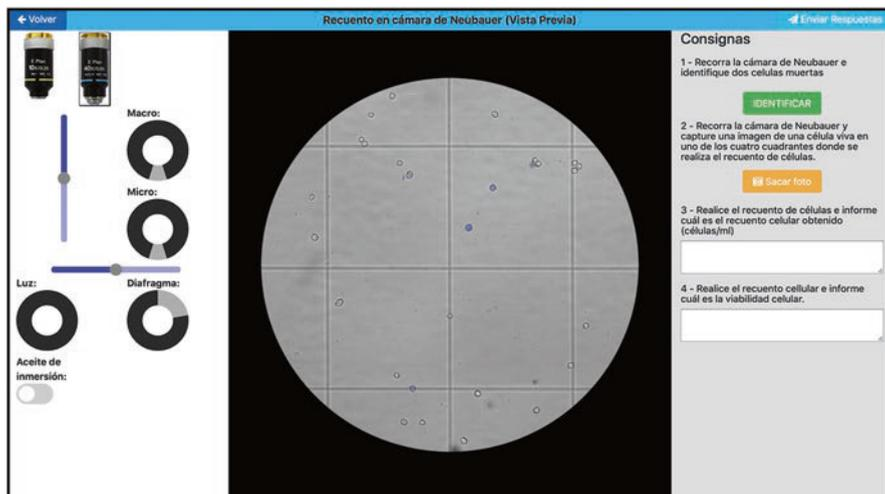 Volver
Recuento en cámara de Neubauer (Vista Previa)
Enviar Respuestas
E Plan
E Plan
Macro:
Micro:
Luz:
Diafragma:
Aceite de
inmersión:
Consignas
1 - Recorra la cámara de Neubauer e
identifique dos celulas muertas
IDENTIFICAR
2 - Recorra la cámara de Neubauer y
capture una imagen de una célula viva en
uno de los cuatro cuadrantes donde se
realiza el recuento de células.
Sacar foto
3 - Realice el recuento de células e informe
cuál es el recuento celular obtenido
(células/ml)
4 - Realice el recuento cellular e informe
cuál es la viabilidad celular.